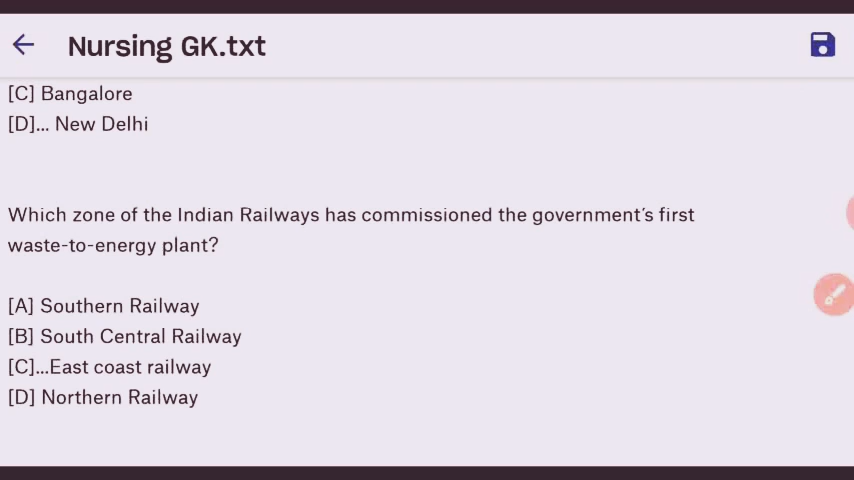 Nursing GK.txt
[C] Bangalore
[D]... New Delhi
Which zone of the Indian Railways has commissioned the government's first
waste-to-energy plant?
[A] Southern Railway
[B] South Central Railway
[C]...East coast railway
[D] Northern Railway